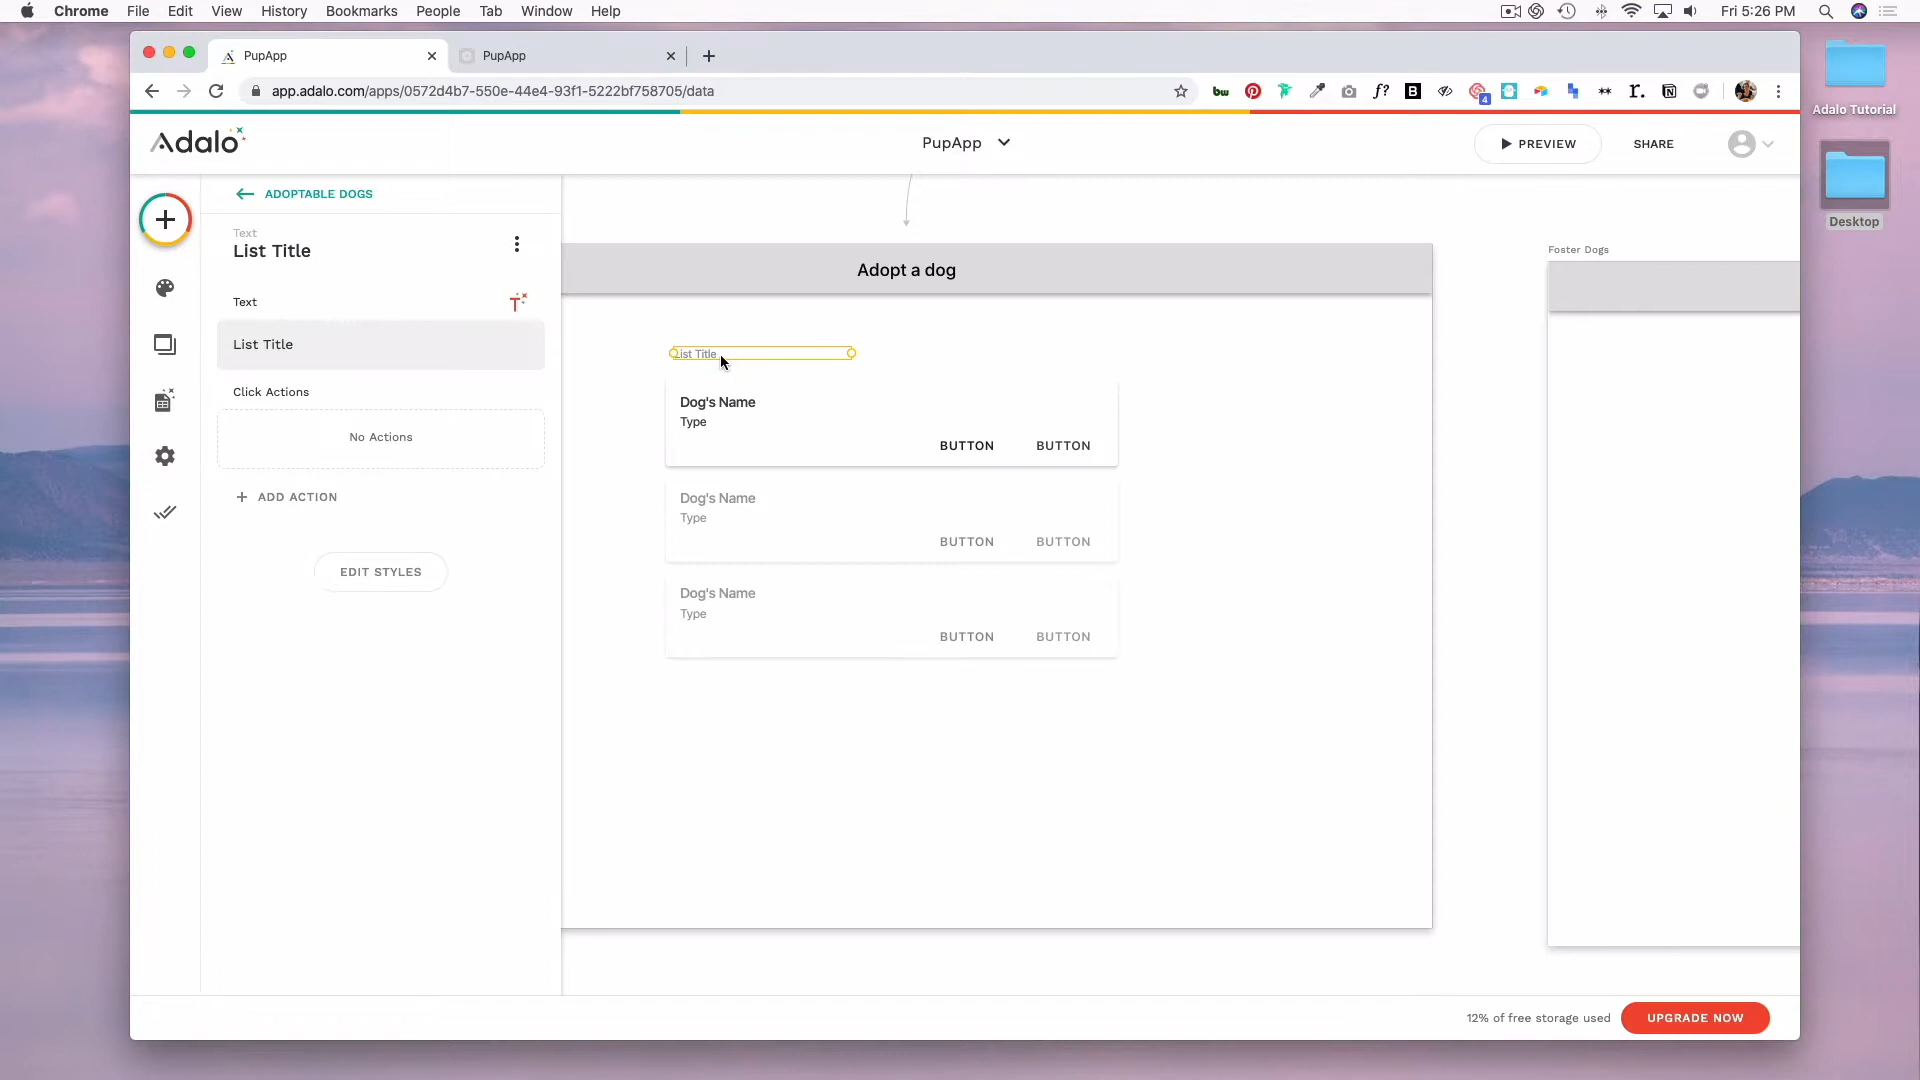 Chrome File Edit View History Bookmarks People Tab Window Help Fri 5:26 PM
PupApp PupApp
app.adalo.com/apps/0572d4b7-550e-44e4-93f1-5222bf758705/data bw f? B 4 r.
Adalo Tutorial
Adalo PupApp PREVIEW SHARE
Desktop
ADOPTABLE DOGS
Text
List Title
Foster Dogs
Adopt a dog
Text T
List Title
List Title
Click Actions
No Actions
ADD ACTION
EDIT STYLES
Dog's Name
Type
BUTTON BUTTON
Dog's Name
Type
BUTTON BUTTON
Dog's Name
Type
BUTTON BUTTON
12% of free storage used UPGRADE NOW